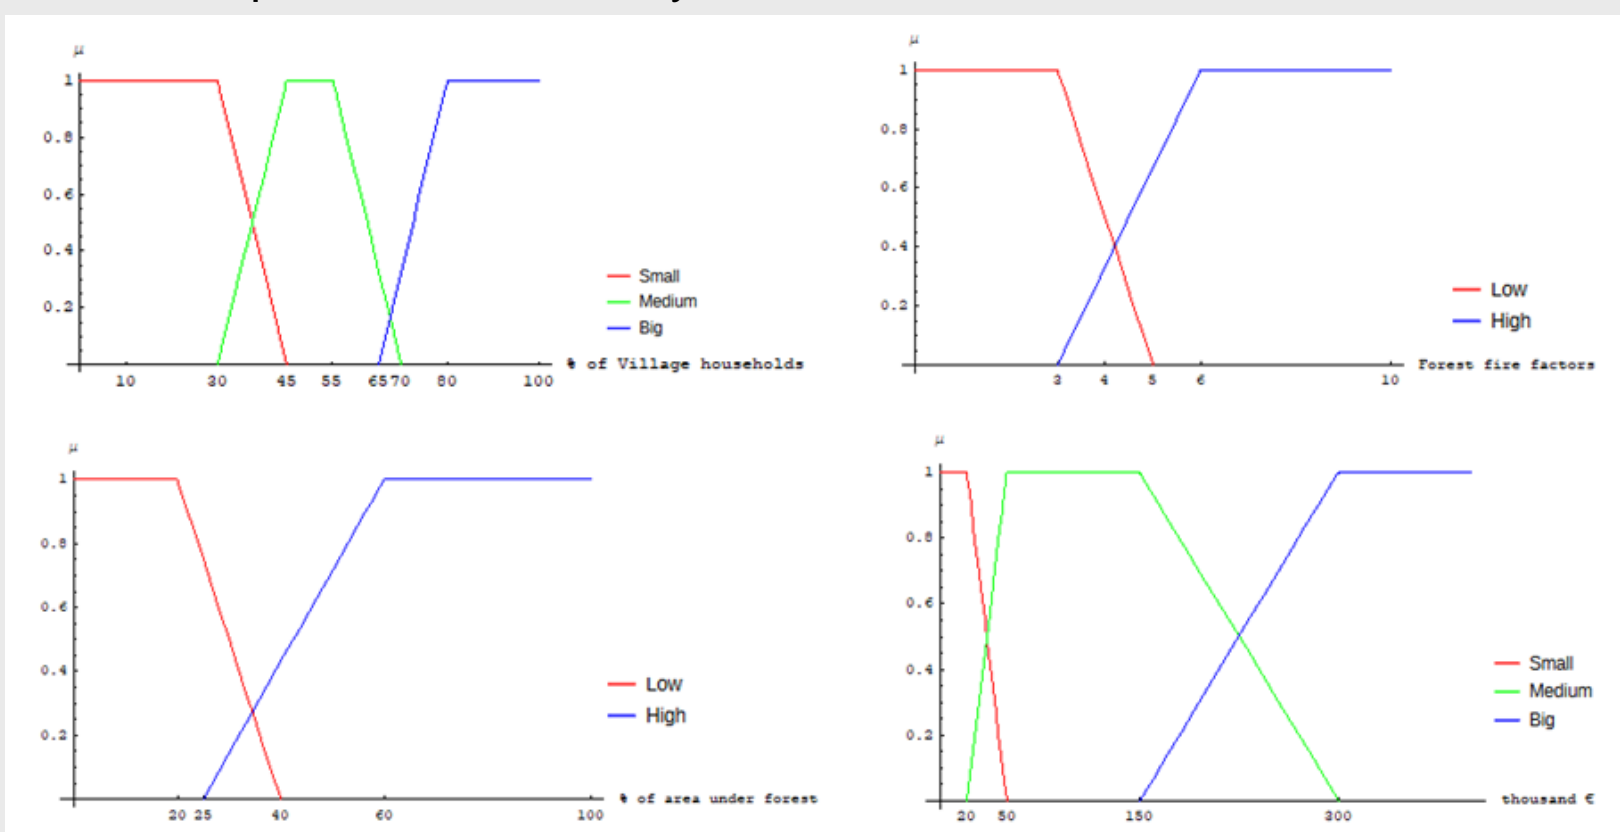 μ
1
0.8
0.6
0.4
0.2
10 30 45 55 65 70 80 100
% of Village households
Small
Medium
Big
μ
1
0.8
0.6
0.4
0.2
3 4 5 6 10
Forest fire factors
Low
High
μ
1
0.8
0.6
0.4
0.2
20 25 40 60 100
% of area under forest
Low
High
μ
1
0.8
0.6
0.4
0.2
20 50 150 300
thousand €
Small
Medium
Big